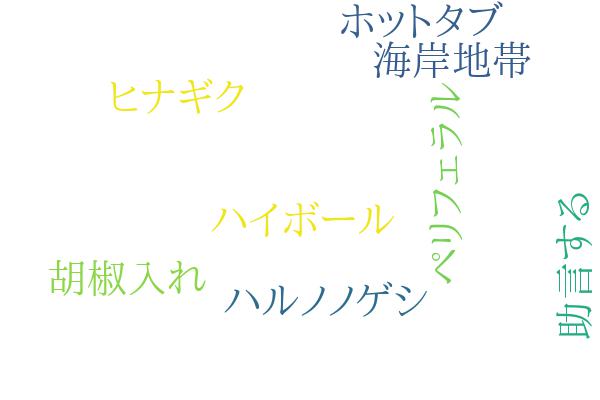 ホットタブ
海岸地帯
ヒナギク
ペリフェラル
ハイボール
助言する
胡椒入れ
ハルノノゲシ